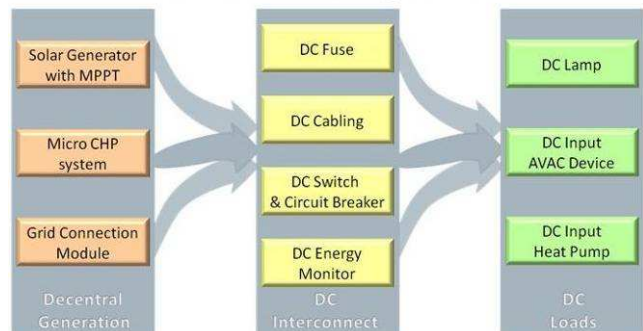 Solar Generator
with MPPT
Micro CHP
system
Grid Connection
Module
Decentral
Generation
DC Fuse
DC Cabling
DC Switch
& Circuit Breaker
DC Energy
Monitor
DC
Interconnect
DC Lamp
DC Input
AVAC Device
DC Input
Heat Pump
DC
Loads